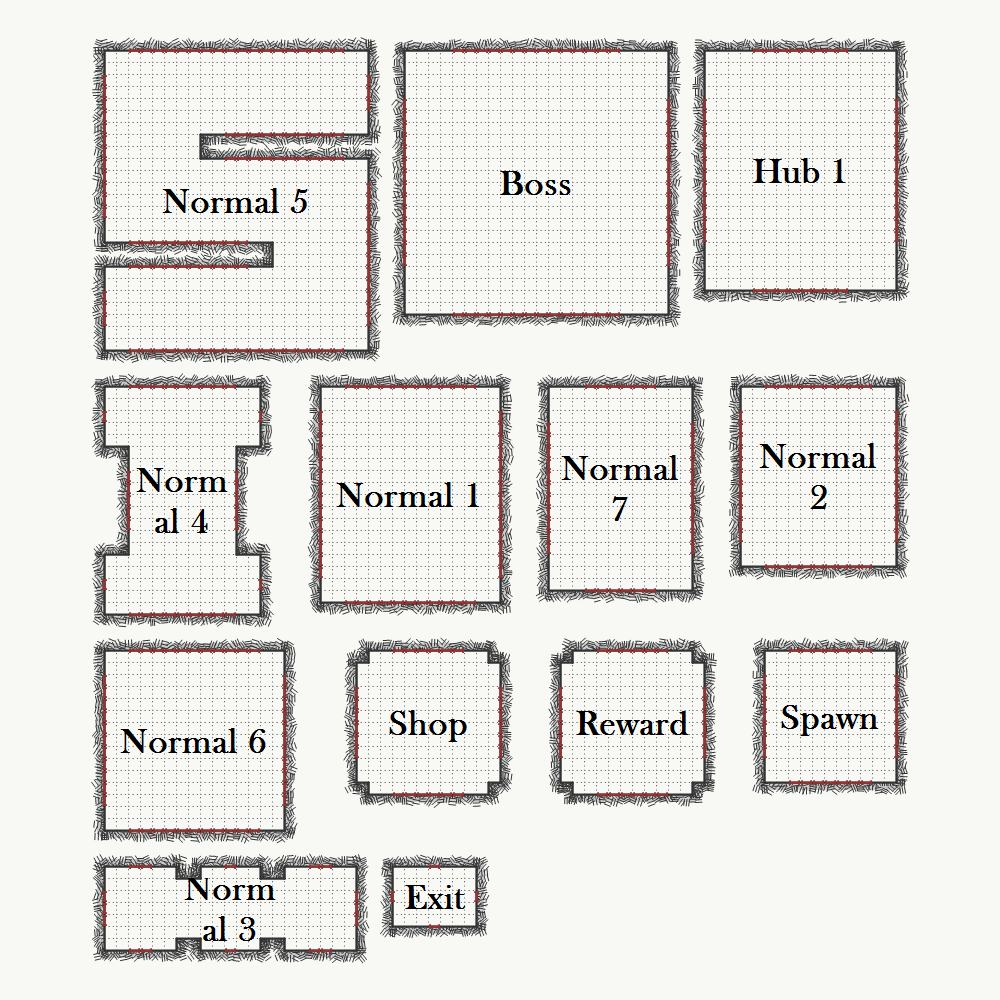 Normal 5
Boss
Hub 1
Norm
al 4
Normal 1
Normal
7
Normal
2
Normal 6
Shop
Reward
Spawn
Norm
al 3
Exit